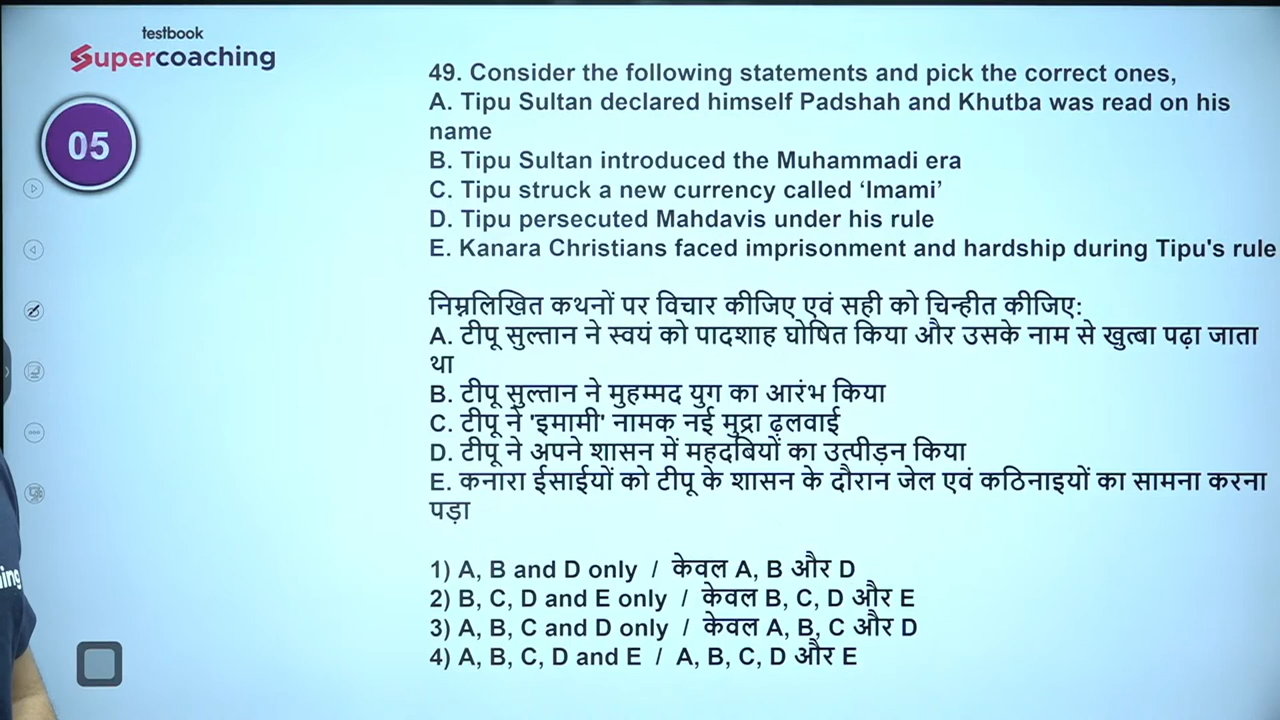 testbook
Supercoaching
05
49. Consider the following statements and pick the correct ones,
A. Tipu Sultan declared himself Padshah and Khutba was read on his
name
B. Tipu Sultan introduced the Muhammadi era
C. Tipu struck a new currency called ‘Imami’
D. Tipu persecuted Mahdavis under his rule
E. Kanara Christians faced imprisonment and hardship during Tipu's rule
निम्नलिखित कथनों पर विचार कीजिए एवं सही को चिन्हीत कीजिए:
A. टीपू सुल्तान ने स्वयं को पादशाह घोषित किया और उसके नाम से खुत्बा पढ़ा जाता
था
B. टीपू सुल्तान ने मुहम्मद युग का आरंभ किया
C. टीपू ने 'इमामी' नामक नई मुद्रा ढ़लवाई
D. टीपू ने अपने शासन में महदबियों का उत्पीड़न किया
E. कनारा ईसाईयों को टीपू के शासन के दौरान जेल एवं कठिनाइयों का सामना करना
पड़ा
1) A, B and D only / केवल A, B और D
2) B, C, D and E only / केवल B, C, D और E
3) A, B, C and D only / केवल A, B, C और D
4) A, B, C, D and E / A, B, C, D और E
ing